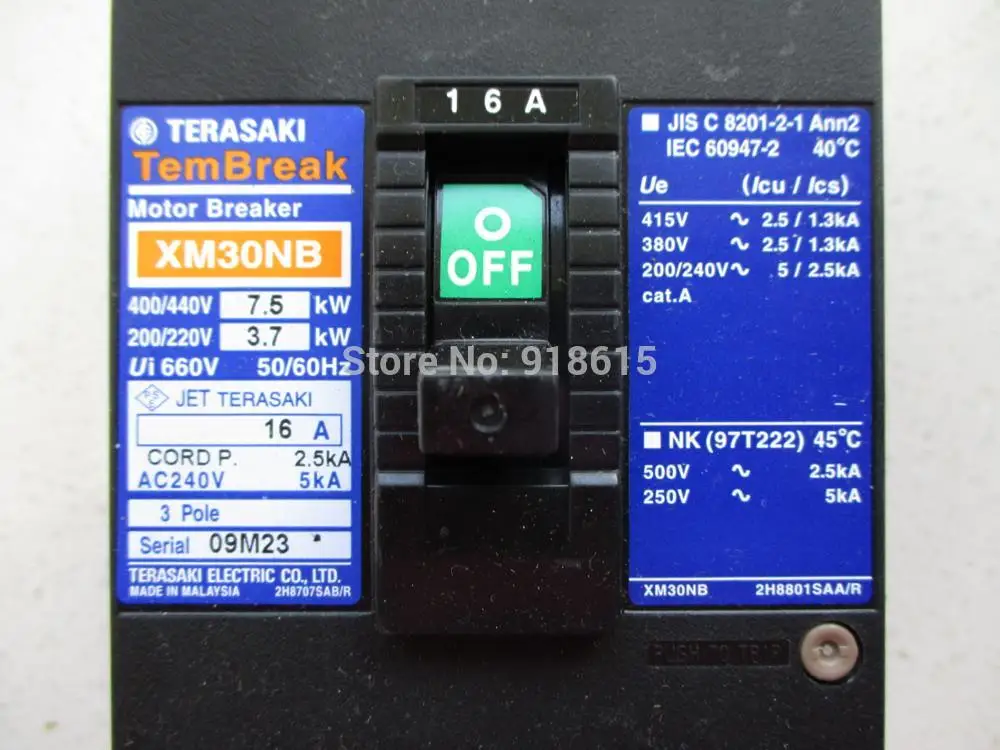 16A
TERASAKI
TemBreak
Motor Breaker
XM30NB
400/440V 7.5 kW
200/220V 3.7 kW
Ui 660V 50/60Hz
PSE JET TERASAKI
16 A
CORD P. 2.5kA
AC240V 5kA
3 Pole
Serial 09M23
TERASAKI ELECTRIC CO., LTD.
MADE IN MALAYSIA 2H8707SAB/R
O
OFF
Store No: 918615
■ JIS C 8201-2-1 Ann2
IEC 60947-2 40°C
Ue (Icu / Ics)
415V ~ 2.5 / 1.3kA
380V ~ 2.5 / 1.3kA
200/240V ~ 5 / 2.5kA
cat.A
■ NK (97T222) 45°C
500V ~ 2.5kA
250V ~ 5kA
XM30NB 2H8801SAA/R
PUSH TO TRIP